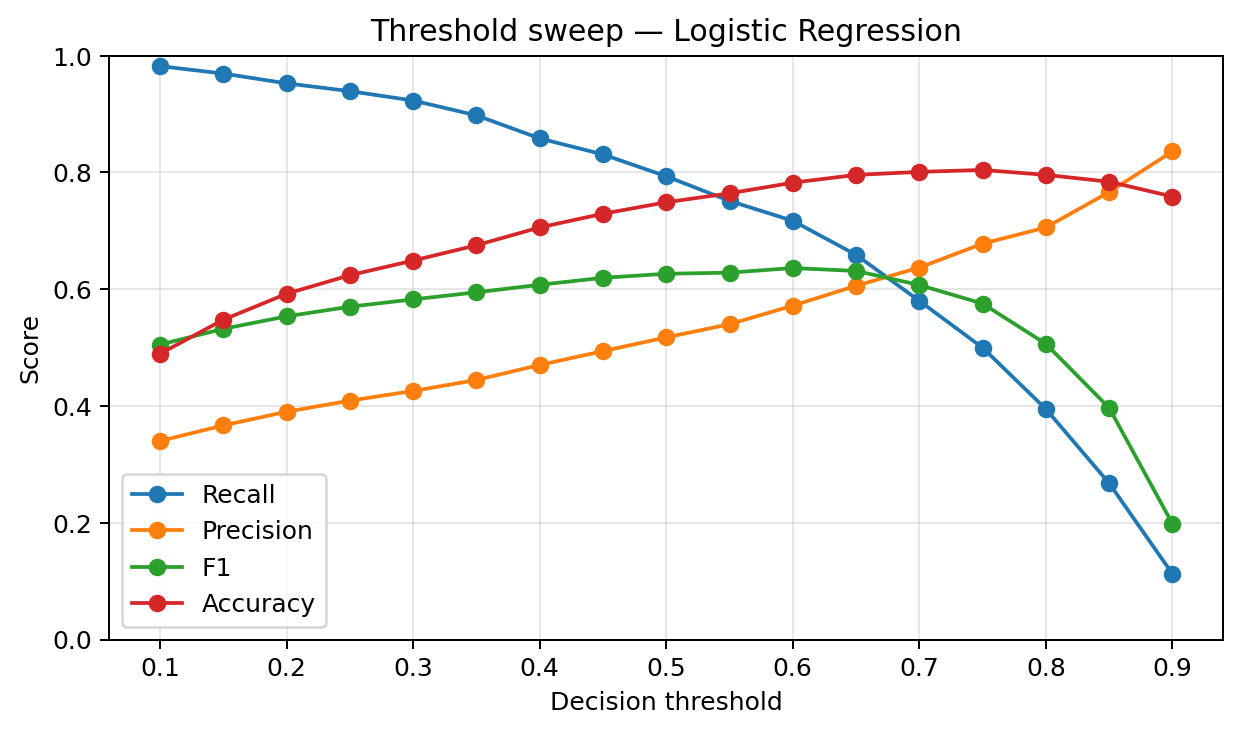 Threshold sweep — Logistic Regression
Score
1.0
0.8
0.6
0.4
0.2
0.0
Recall
Precision
F1
Accuracy
0.1 0.2 0.3 0.4 0.5 0.6 0.7 0.8 0.9
Decision threshold